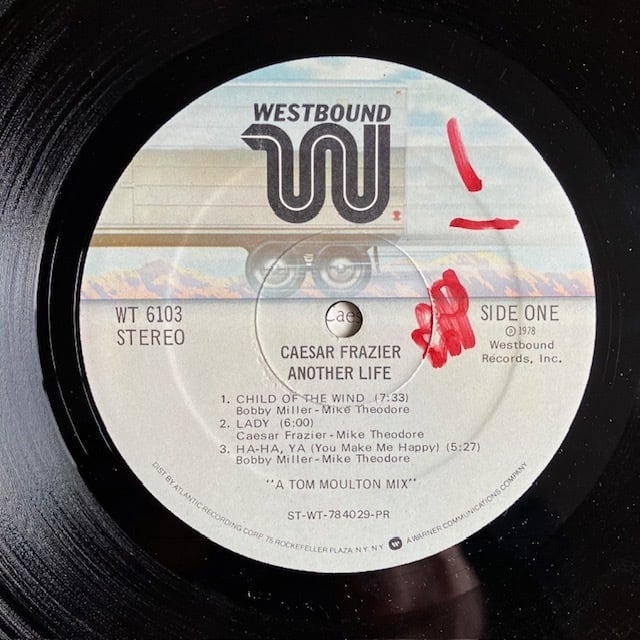 WESTBOUND
WT 6103
STEREO
SIDE ONE
℗ 1978
Westbound
Records, Inc.
Caes
CAESAR FRAZIER
ANOTHER LIFE
1. CHILD OF THE WIND (7:33)
Bobby Miller - Mike Theodore
2. LADY (6:00)
Caesar Frazier - Mike Theodore
3. HA-HA, YA (You Make Me Happy) (5:27)
Bobby Miller - Mike Theodore
"A TOM MOULTON MIX"
ST-WT-784029-PR
DIST BY ATLANTIC RECORDING CORP. 75 ROCKEFELLER PLAZA N.Y. N.Y. A WARNER COMMUNICATIONS COMPANY